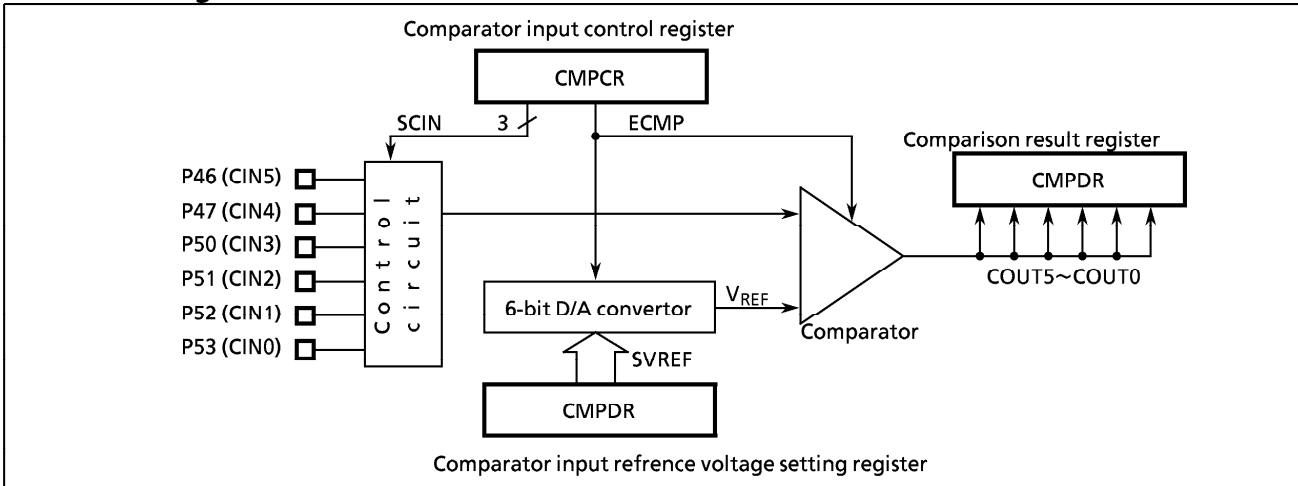 Comparator input control register
CMPCR
SCIN
3
ECMP
Comparison result register
CMPDR
P46 (CIN5)
P47 (CIN4)
P50 (CIN3)
P51 (CIN2)
P52 (CIN1)
P53 (CIN0)
Control
circuit
6-bit D/A convertor
VREF
Comparator
COUT5~COUT0
SVREF
CMPDR
Comparator input refrence voltage setting register